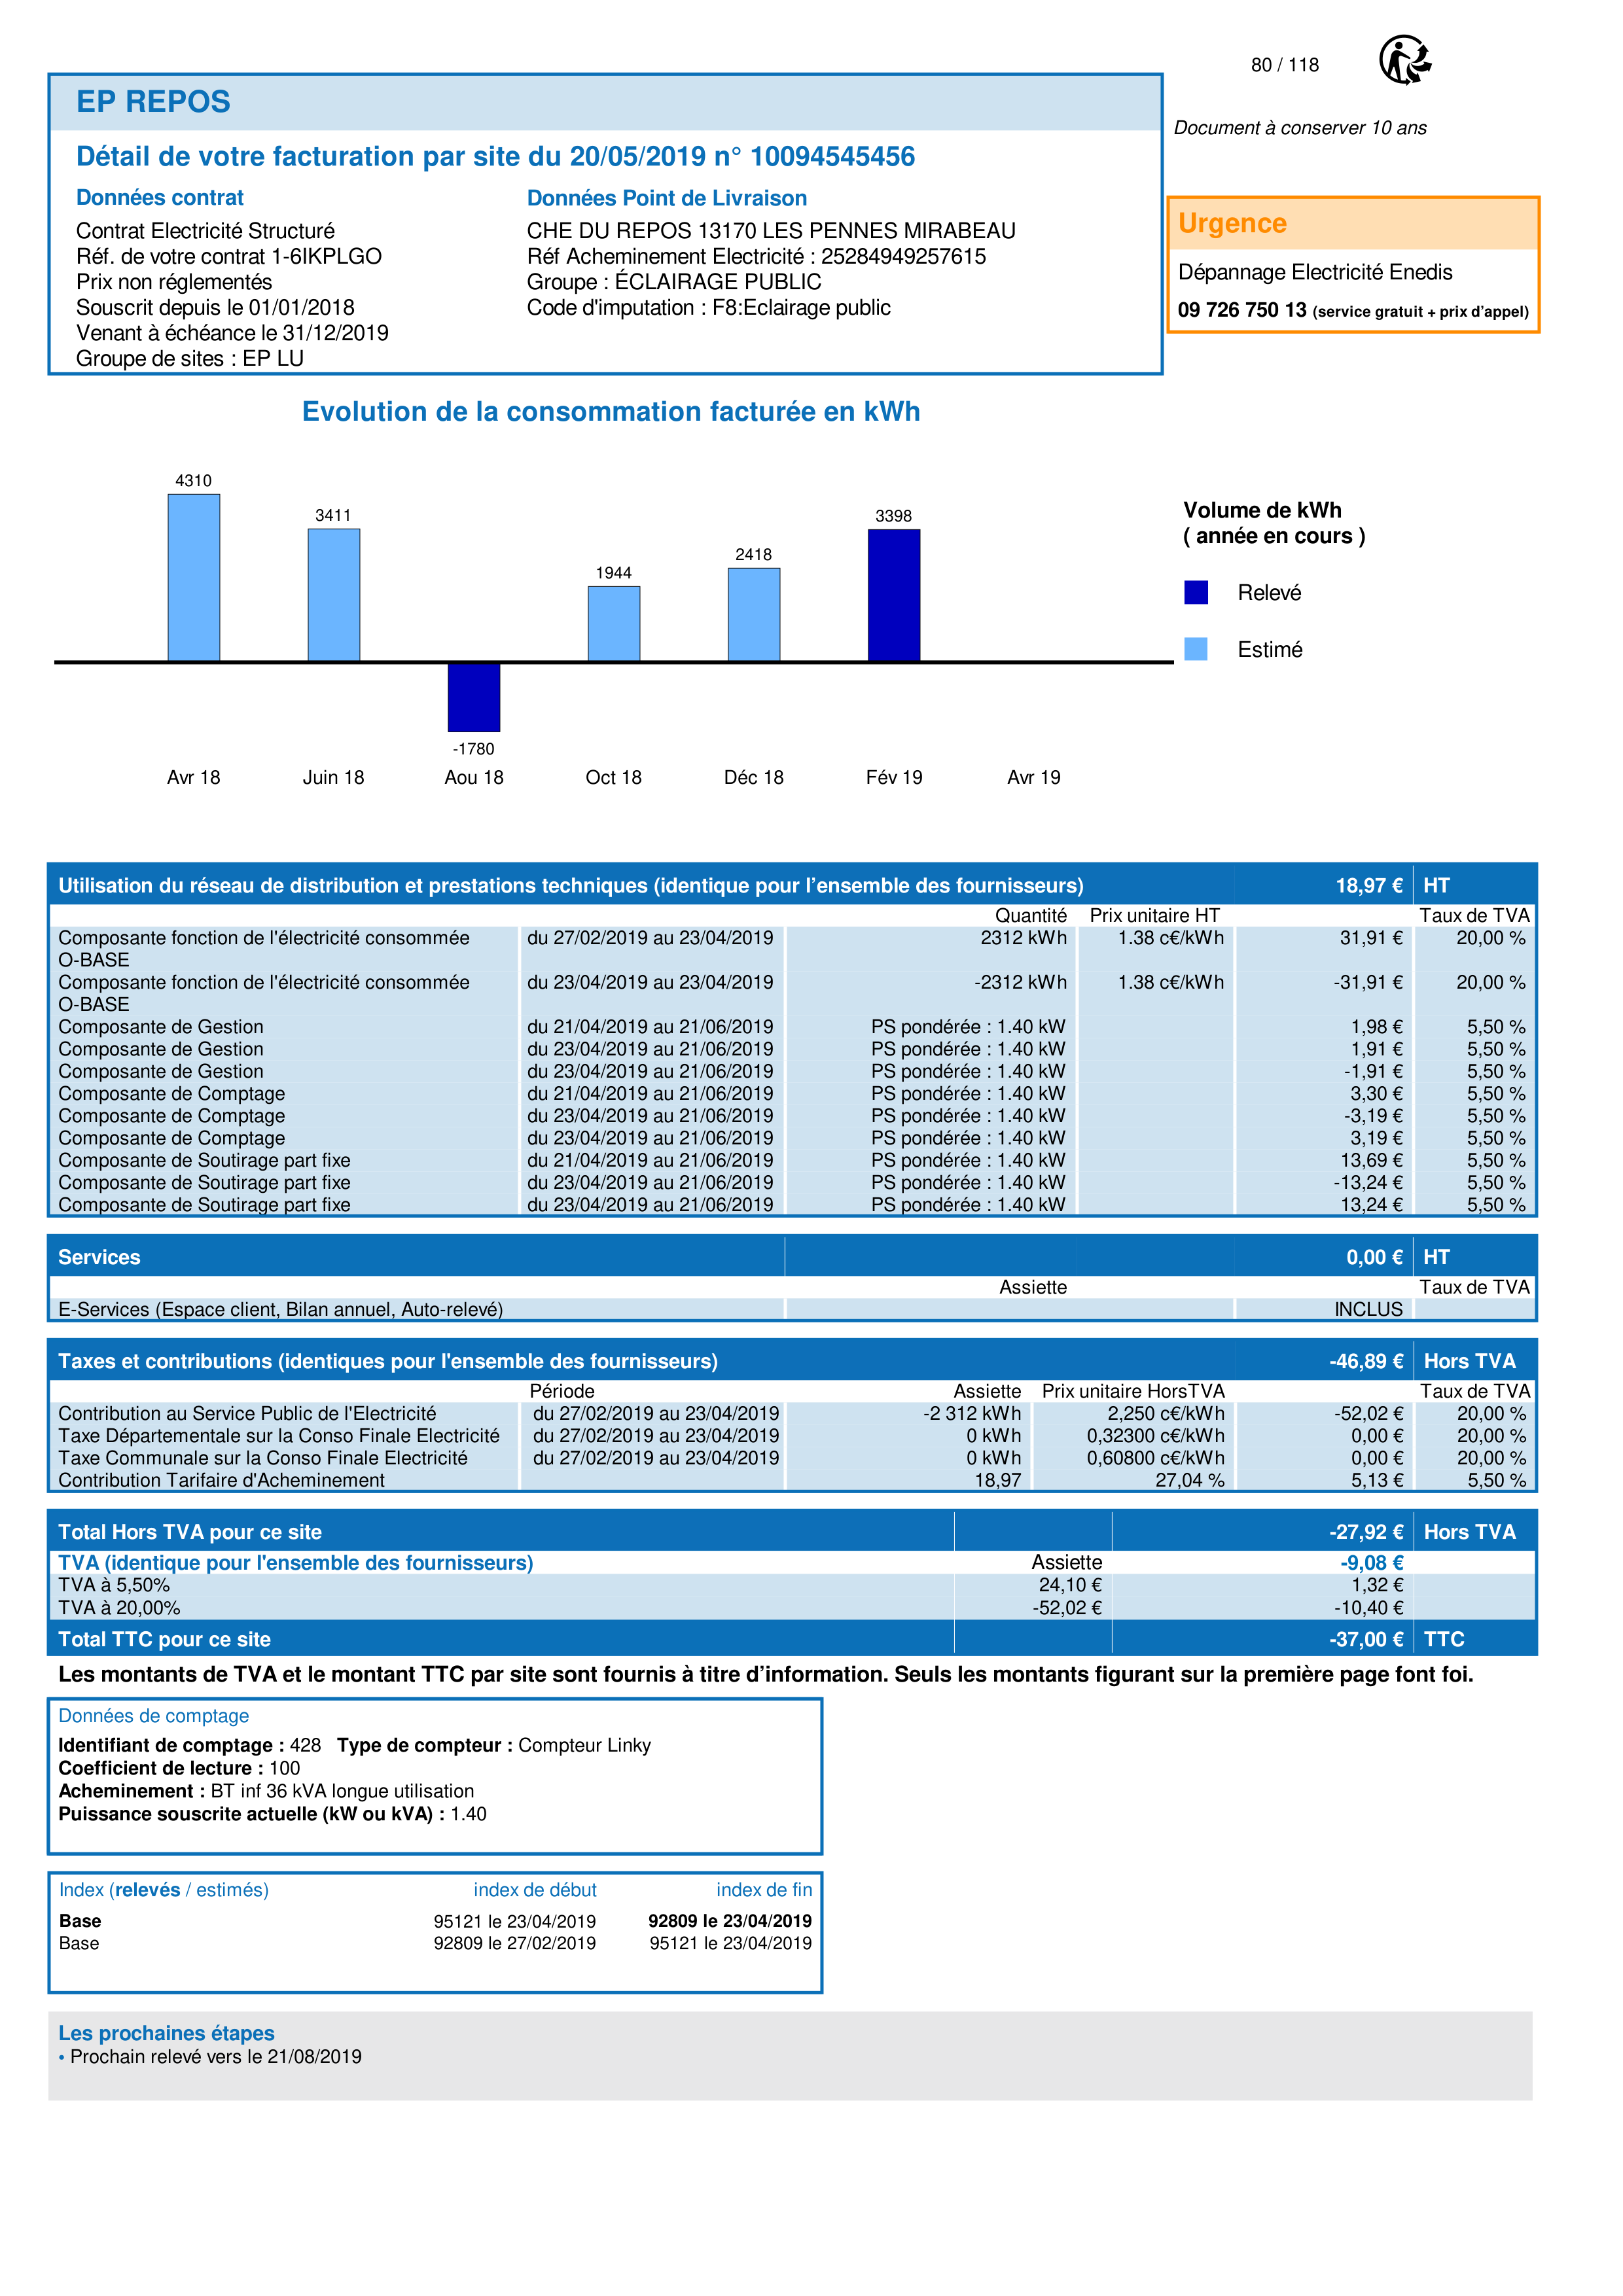 80 / 118
EP REPOS
Document à conserver 10 ans
Détail de votre facturation par site du 20/05/2019 n° 10094545456
Données contrat
Contrat Electricité Structuré
Réf. de votre contrat 1-6IKPLGO
Prix non réglementés
Souscrit depuis le 01/01/2018
Venant à échéance le 31/12/2019
Groupe de sites : EP LU
Données Point de Livraison
CHE DU REPOS 13170 LES PENNES MIRABEAU
Réf Acheminement Electricité : 25284949257615
Groupe : ÉCLAIRAGE PUBLIC
Code d'imputation : F8:Eclairage public
Urgence
Dépannage Electricité Enedis
09 726 750 13 (service gratuit + prix d’appel)
Evolution de la consommation facturée en kWh
4310
3411
-1780
1944
2418
3398
Avr 18 Juin 18 Aou 18 Oct 18 Déc 18 Fév 19 Avr 19
Volume de kWh
( année en cours )
Relevé
Estimé
Utilisation du réseau de distribution et prestations techniques (identique pour l’ensemble des fournisseurs) 18,97 € HT
Quantité Prix unitaire HT Taux de TVA
Composante fonction de l'électricité consommée du 27/02/2019 au 23/04/2019 2312 kWh 1.38 c€/kWh 31,91 € 20,00 %
O-BASE
Composante fonction de l'électricité consommée du 23/04/2019 au 23/04/2019 -2312 kWh 1.38 c€/kWh -31,91 € 20,00 %
O-BASE
Composante de Gestion du 21/04/2019 au 21/06/2019 PS pondérée : 1.40 kW 1,98 € 5,50 %
Composante de Gestion du 23/04/2019 au 21/06/2019 PS pondérée : 1.40 kW 1,91 € 5,50 %
Composante de Gestion du 23/04/2019 au 21/06/2019 PS pondérée : 1.40 kW -1,91 € 5,50 %
Composante de Comptage du 21/04/2019 au 21/06/2019 PS pondérée : 1.40 kW 3,30 € 5,50 %
Composante de Comptage du 23/04/2019 au 21/06/2019 PS pondérée : 1.40 kW -3,19 € 5,50 %
Composante de Comptage du 23/04/2019 au 21/06/2019 PS pondérée : 1.40 kW 3,19 € 5,50 %
Composante de Soutirage part fixe du 21/04/2019 au 21/06/2019 PS pondérée : 1.40 kW 13,69 € 5,50 %
Composante de Soutirage part fixe du 23/04/2019 au 21/06/2019 PS pondérée : 1.40 kW -13,24 € 5,50 %
Composante de Soutirage part fixe du 23/04/2019 au 21/06/2019 PS pondérée : 1.40 kW 13,24 € 5,50 %
Services 0,00 € HT
Assiette Taux de TVA
E-Services (Espace client, Bilan annuel, Auto-relevé) INCLUS
Taxes et contributions (identiques pour l'ensemble des fournisseurs) -46,89 € Hors TVA
Période Assiette Prix unitaire HorsTVA Taux de TVA
Contribution au Service Public de l'Electricité du 27/02/2019 au 23/04/2019 -2 312 kWh 2,250 c€/kWh -52,02 € 20,00 %
Taxe Départementale sur la Conso Finale Electricité du 27/02/2019 au 23/04/2019 0 kWh 0,32300 c€/kWh 0,00 € 20,00 %
Taxe Communale sur la Conso Finale Electricité du 27/02/2019 au 23/04/2019 0 kWh 0,60800 c€/kWh 0,00 € 20,00 %
Contribution Tarifaire d'Acheminement 18,97 27,04 % 5,13 € 5,50 %
Total Hors TVA pour ce site -27,92 € Hors TVA
TVA (identique pour l'ensemble des fournisseurs) Assiette -9,08 €
TVA à 5,50% 24,10 € 1,32 €
TVA à 20,00% -52,02 € -10,40 €
Total TTC pour ce site -37,00 € TTC
Les montants de TVA et le montant TTC par site sont fournis à titre d’information. Seuls les montants figurant sur la première page font foi.
Données de comptage
Identifiant de comptage : 428 Type de compteur : Compteur Linky
Coefficient de lecture : 100
Acheminement : BT inf 36 kVA longue utilisation
Puissance souscrite actuelle (kW ou kVA) : 1.40
Index (relevés / estimés) index de début index de fin
Base 95121 le 23/04/2019 92809 le 23/04/2019
Base 92809 le 27/02/2019 95121 le 23/04/2019
Les prochaines étapes
• Prochain relevé vers le 21/08/2019